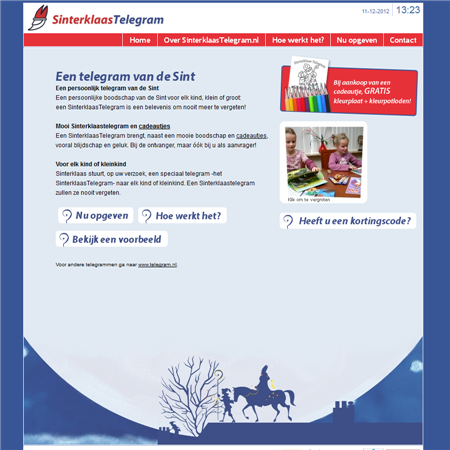 SinterklaasTelegram
11-12-2012 13:23
Home Over SinterklaasTelegram.nl Hoe werkt het? Nu opgeven Contact
Een telegram van de Sint
Een persoonlijk telegram van de Sint
Een persoonlijke boodschap van de Sint voor elk kind, klein of groot:
een SinterklaasTelegram is een belevenis om nooit meer te vergeten!
Mooi Sinterklaastelegram en cadeautjes
Een SinterklaasTelegram brengt, naast een mooie boodschap en cadeautjes,
vooral blijdschap en geluk. Bij de ontvanger, maar óók bij u als aanvrager!
Voor elk kind of kleinkind
Sinterklaas stuurt, op uw verzoek, een speciaal telegram -het
SinterklaasTelegram- naar elk kind of kleinkind. Een Sinterklaastelegram
zullen ze nooit vergeten.
Nu opgeven
Hoe werkt het?
Bekijk een voorbeeld
Voor andere telegrammen ga naar www.telegram.nl.
Bij aankoop van een
cadeautje, GRATIS
kleurplaat + kleurpotloden!
Klik om te vergroten
Heeft u een kortingscode?